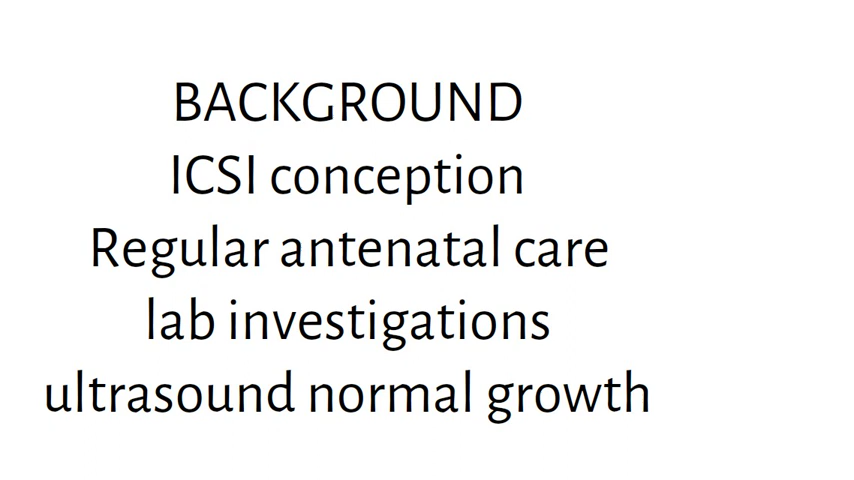 BACKGROUND
ICSI conception
Regular antenatal care
lab investigations
ultrasound normal growth